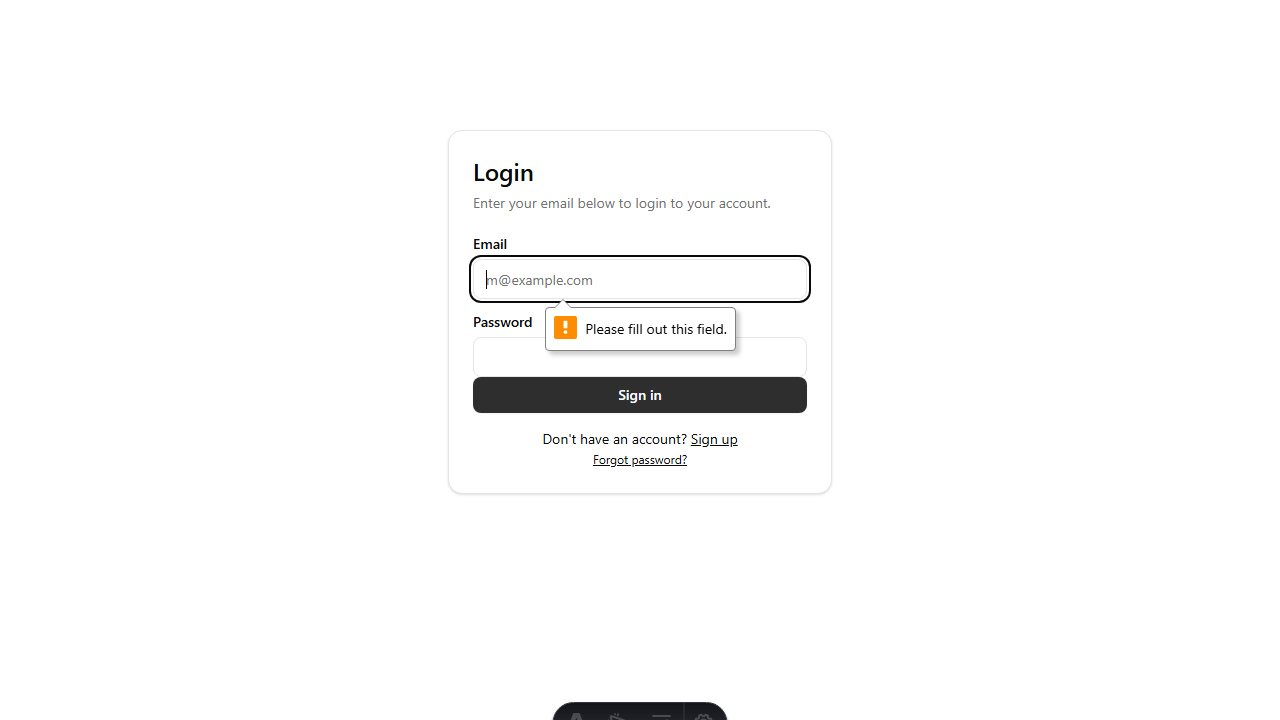 Login
Enter your email below to login to your account.
Email
m@example.com
Please fill out this field.
Password
Sign in
Don't have an account? Sign up
Forgot password?